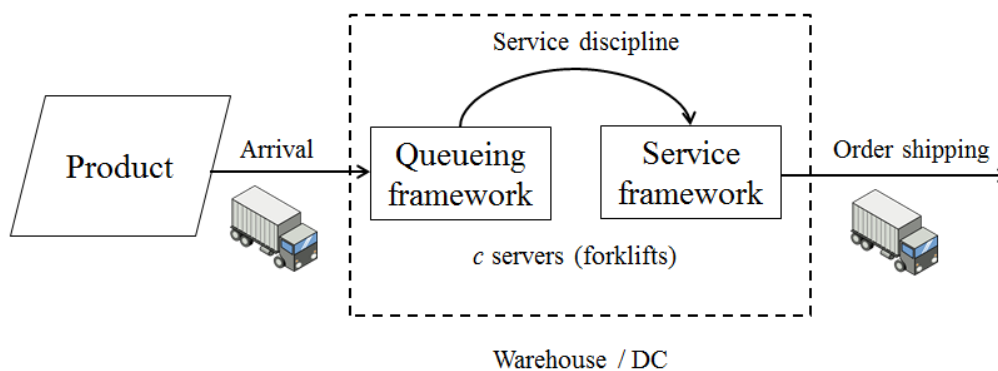 Service discipline
Product
Arrival
Queueing
framework
Service
framework
Order shipping
c servers (forklifts)
Warehouse / DC